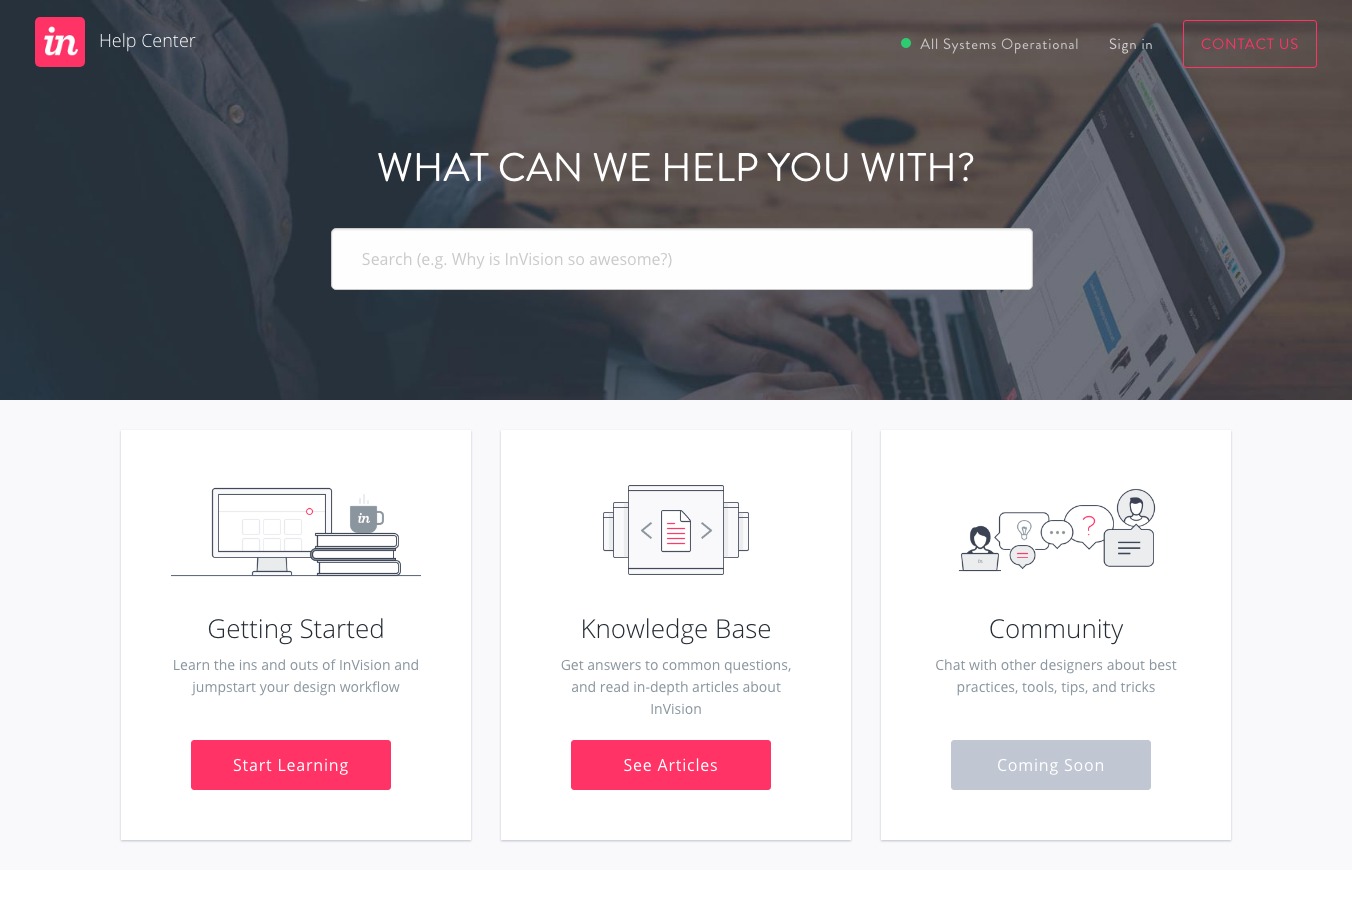 in Help Center
All Systems Operational
Sign in
CONTACT US
WHAT CAN WE HELP YOU WITH?
Search (e.g. Why is InVision so awesome?)
in
Getting Started
Learn the ins and outs of InVision and
jumpstart your design workflow
Start Learning
Knowledge Base
Get answers to common questions,
and read in-depth articles about
InVision
See Articles
?
in
Community
Chat with other designers about best
practices, tools, tips, and tricks
Coming Soon